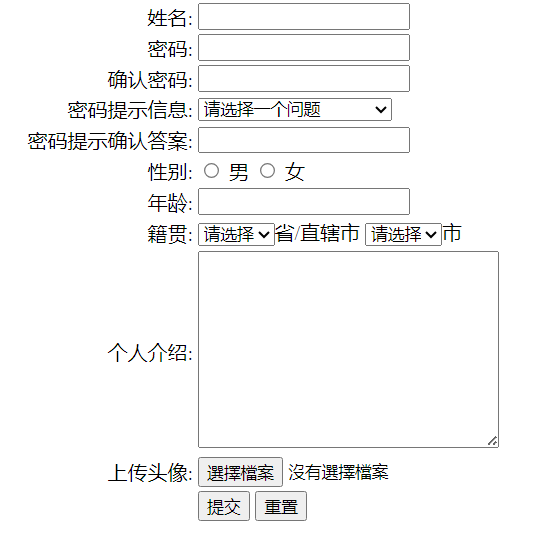 姓名:
密码:
确认密码:
密码提示信息: 请选择一个问题
密码提示确认答案:
性别: 男 女
年龄:
籍贯: 请选择 省/直辖市 请选择 市
个人介绍:
上传头像: 選擇檔案 沒有選擇檔案
提交 重置